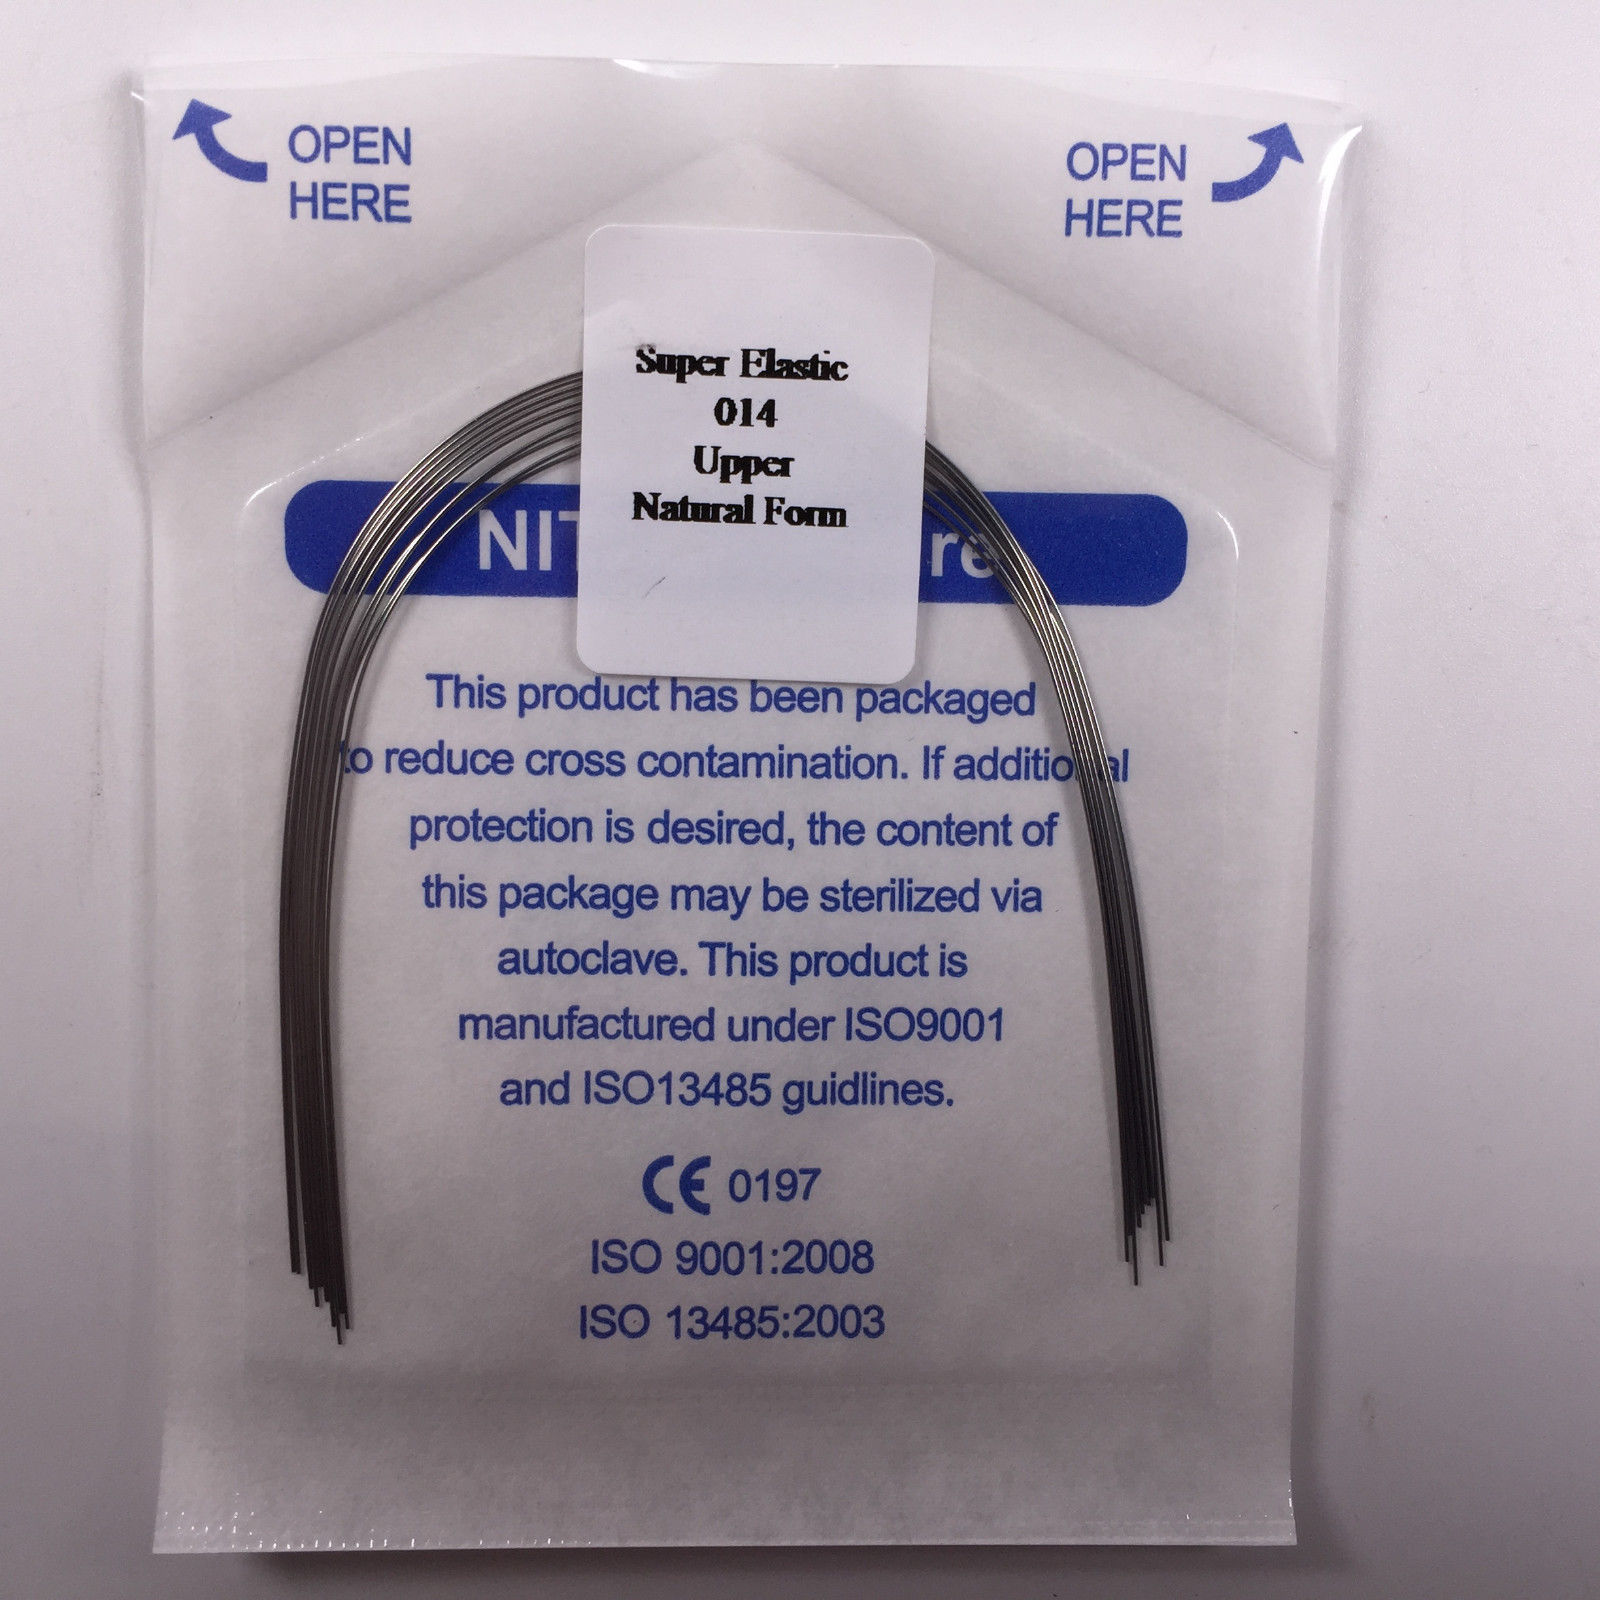 OPEN
HERE
OPEN
HERE
Super Elastic
014
Upper
Natural Form
This product has been packaged
to reduce cross contamination. If additional
protection is desired, the content of
this package may be sterilized via
autoclave. This product is
manufactured under ISO9001
and ISO13485 guidlines.
CE 0197
ISO 9001:2008
ISO 13485:2003